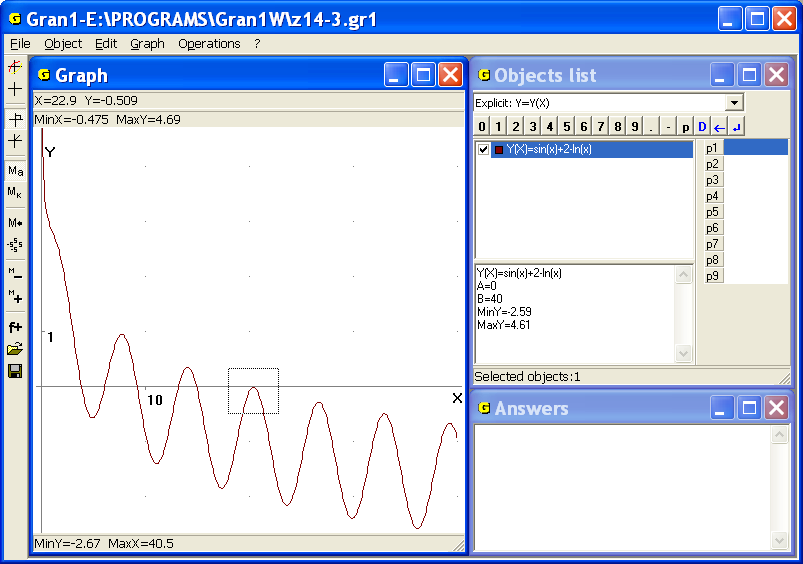 Gran1-E:\PROGRAMS\Gran1W\z14-3.gr1
File Object Edit Graph Operations ?
Graph
X=22.9 Y=-0.509
MinX=-0.475 MaxY=4.69
Y
1
10
X
MinY=-2.67 MaxX=40.5
Ma
Mк
M
M
M
f+
Objects list
Explicit: Y=Y(X)
0 1 2 3 4 5 6 7 8 9 . - p D
Y(X)=sin(x)+2-ln(x)
p1
p2
p3
p4
p5
p6
p7
p8
p9
Y(X)=sin(x)+2-ln(x)
A=0
B=40
MinY=-2.59
MaxY=4.61
Selected objects:1
Answers